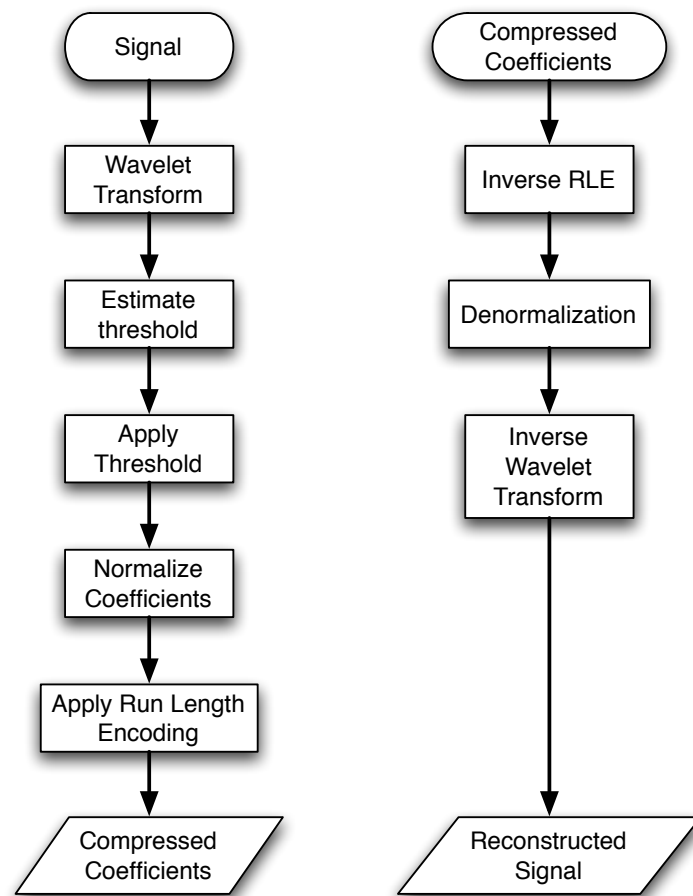 Signal
Wavelet
Transform
Estimate
threshold
Apply
Threshold
Normalize
Coefficients
Apply Run Length
Encoding
Compressed
Coefficients
Compressed
Coefficients
Inverse RLE
Denormalization
Inverse
Wavelet
Transform
Reconstructed
Signal